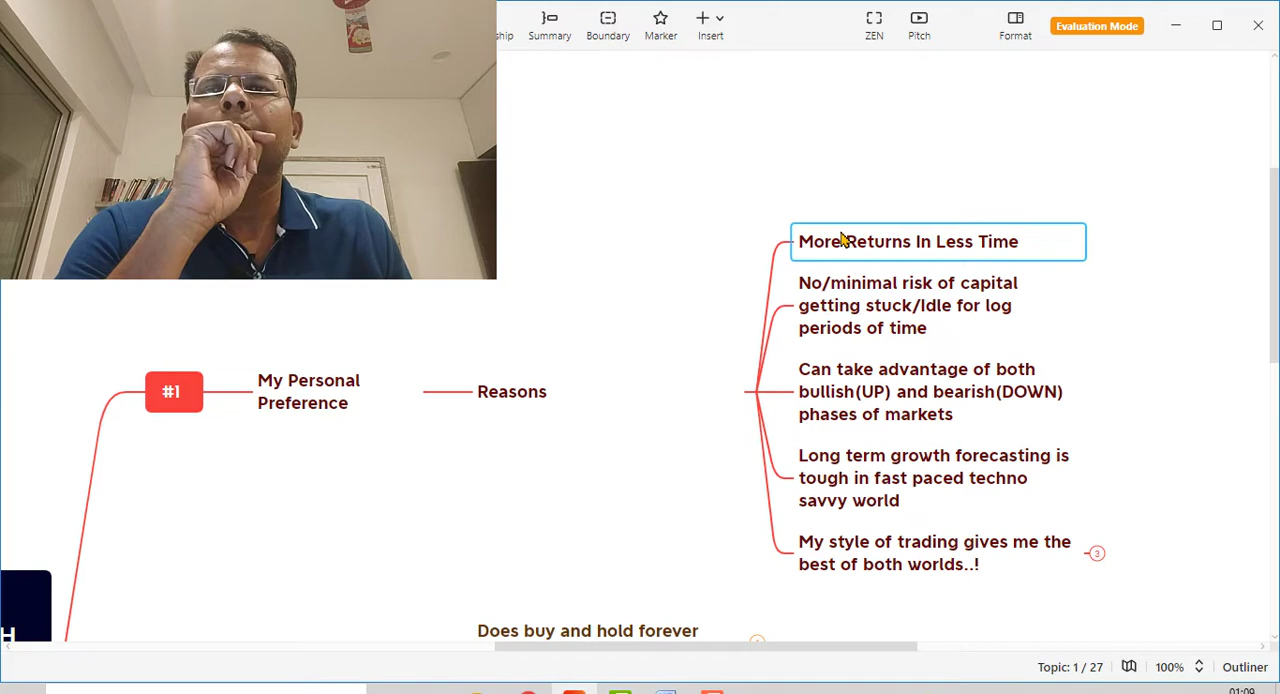 ship
Summary
Boundary
Marker
Insert
ZEN
Pitch
Format
Evaluation Mode
More Returns In Less Time
No/minimal risk of capital
getting stuck/Idle for log
periods of time
#1
My Personal
Preference
Reasons
Can take advantage of both
bullish(UP) and bearish(DOWN)
phases of markets
Long term growth forecasting is
tough in fast paced techno
savvy world
My style of trading gives me the
best of both worlds..!
3
H
Does buy and hold forever
Topic: 1 / 27
100%
Outliner
01:09